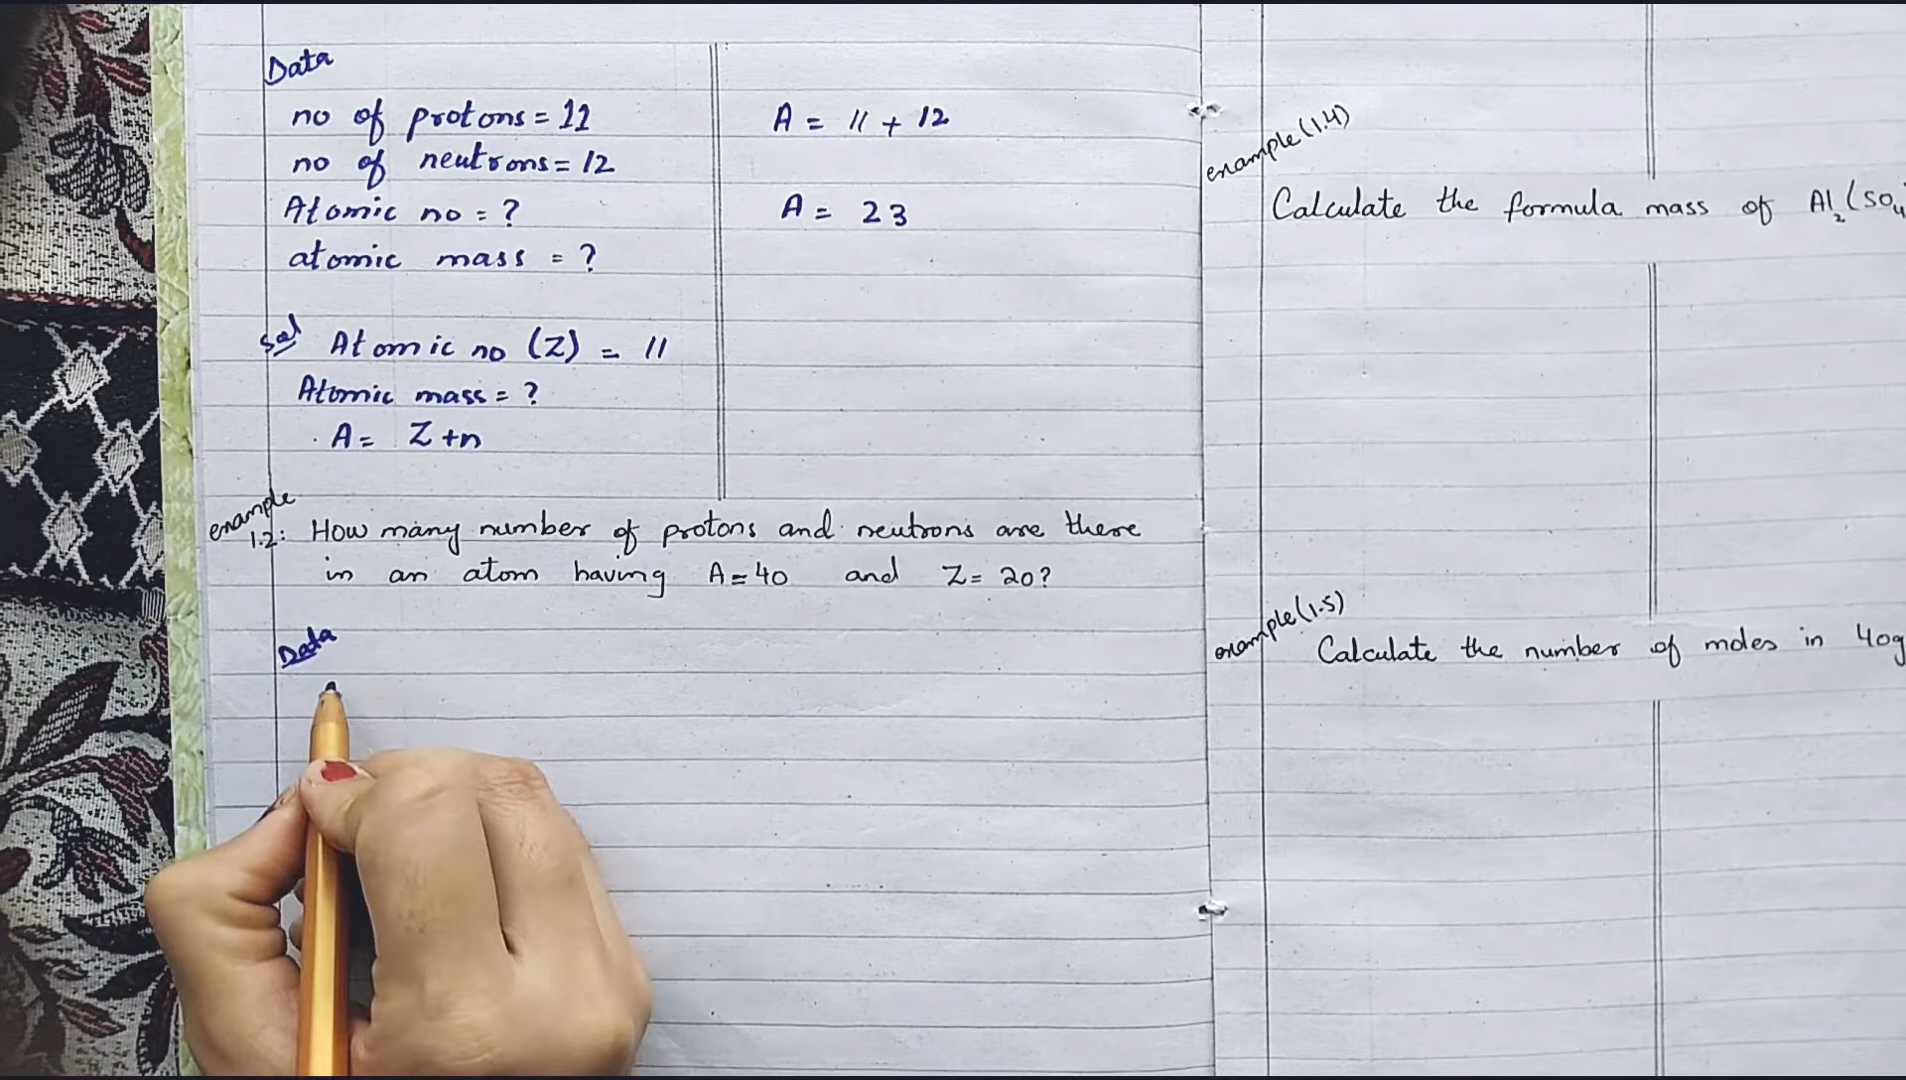 Data
no of protons = 11
no of neutrons = 12
Atomic no = ?
atomic mass = ?
Sol Atomic no (Z) = 11
Atomic mass = ?
A = Z + n
A = 11 + 12
A = 23
example
1.2: How many number of protons and neutrons are there
in an atom having A = 40 and Z = 20?
Data
example (1.4)
Calculate the formula mass of Al2(SO4
example (1.5)
Calculate the number of moles in 40g